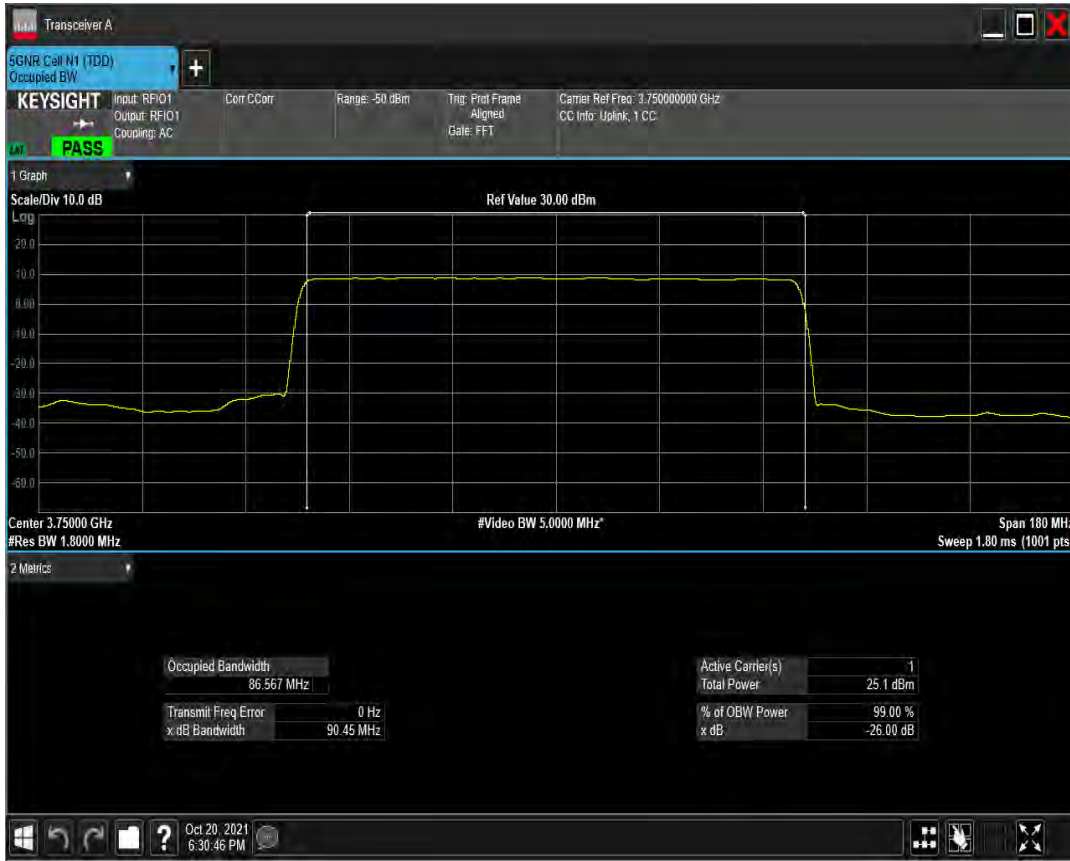 Transceiver A
5GNR Cell N1 (TDD)
Occupied BW
KEYSIGHT
Input: RFIO1
Output: RFIO1
Coupling: AC
Corr CCorr
Range: -50 dBm
Trig: Prot Frame
Aligned
Gate: FFT
Carrier Ref Freq: 3.750000000 GHz
CC Info: Uplink, 1 CC
PASS
1 Graph
Scale/Div 10.0 dB
Ref Value 30.00 dBm
Log
20.0
10.0
0.00
-10.0
-20.0
-30.0
-40.0
-50.0
-60.0
Center 3.75000 GHz
#Video BW 5.0000 MHz*
Span 180 MHz
#Res BW 1.8000 MHz
Sweep 1.80 ms (1001 pts
2 Metrics
Occupied Bandwidth
86.567 MHz
Active Carrier(s) 1
Total Power 25.1 dBm
Transmit Freq Error 0 Hz
x dB Bandwidth 90.45 MHz
% of OBW Power 99.00 %
x dB -26.00 dB
?
Oct 20, 2021
6:30:46 PM